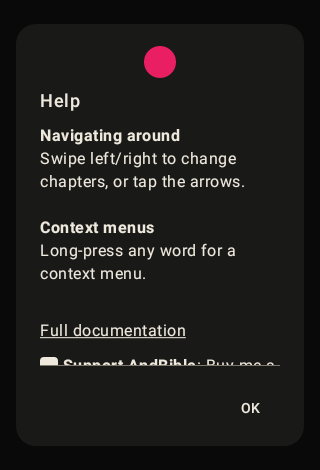 Help
Navigating around
Swipe left/right to change
chapters, or tap the arrows.
Context menus
Long-press any word for a
context menu.
Full documentation
Support AndBible: Buy me a
OK